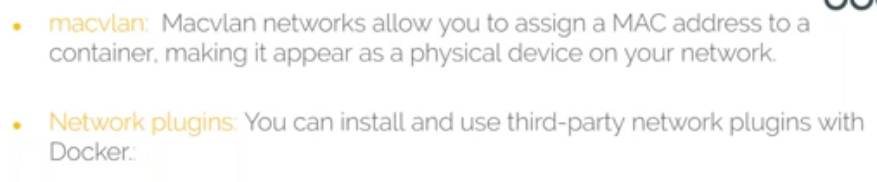 • macvlan: Macvlan networks allow you to assign a MAC address to a
container, making it appear as a physical device on your network.
• Network plugins: You can install and use third-party network plugins with
Docker.: